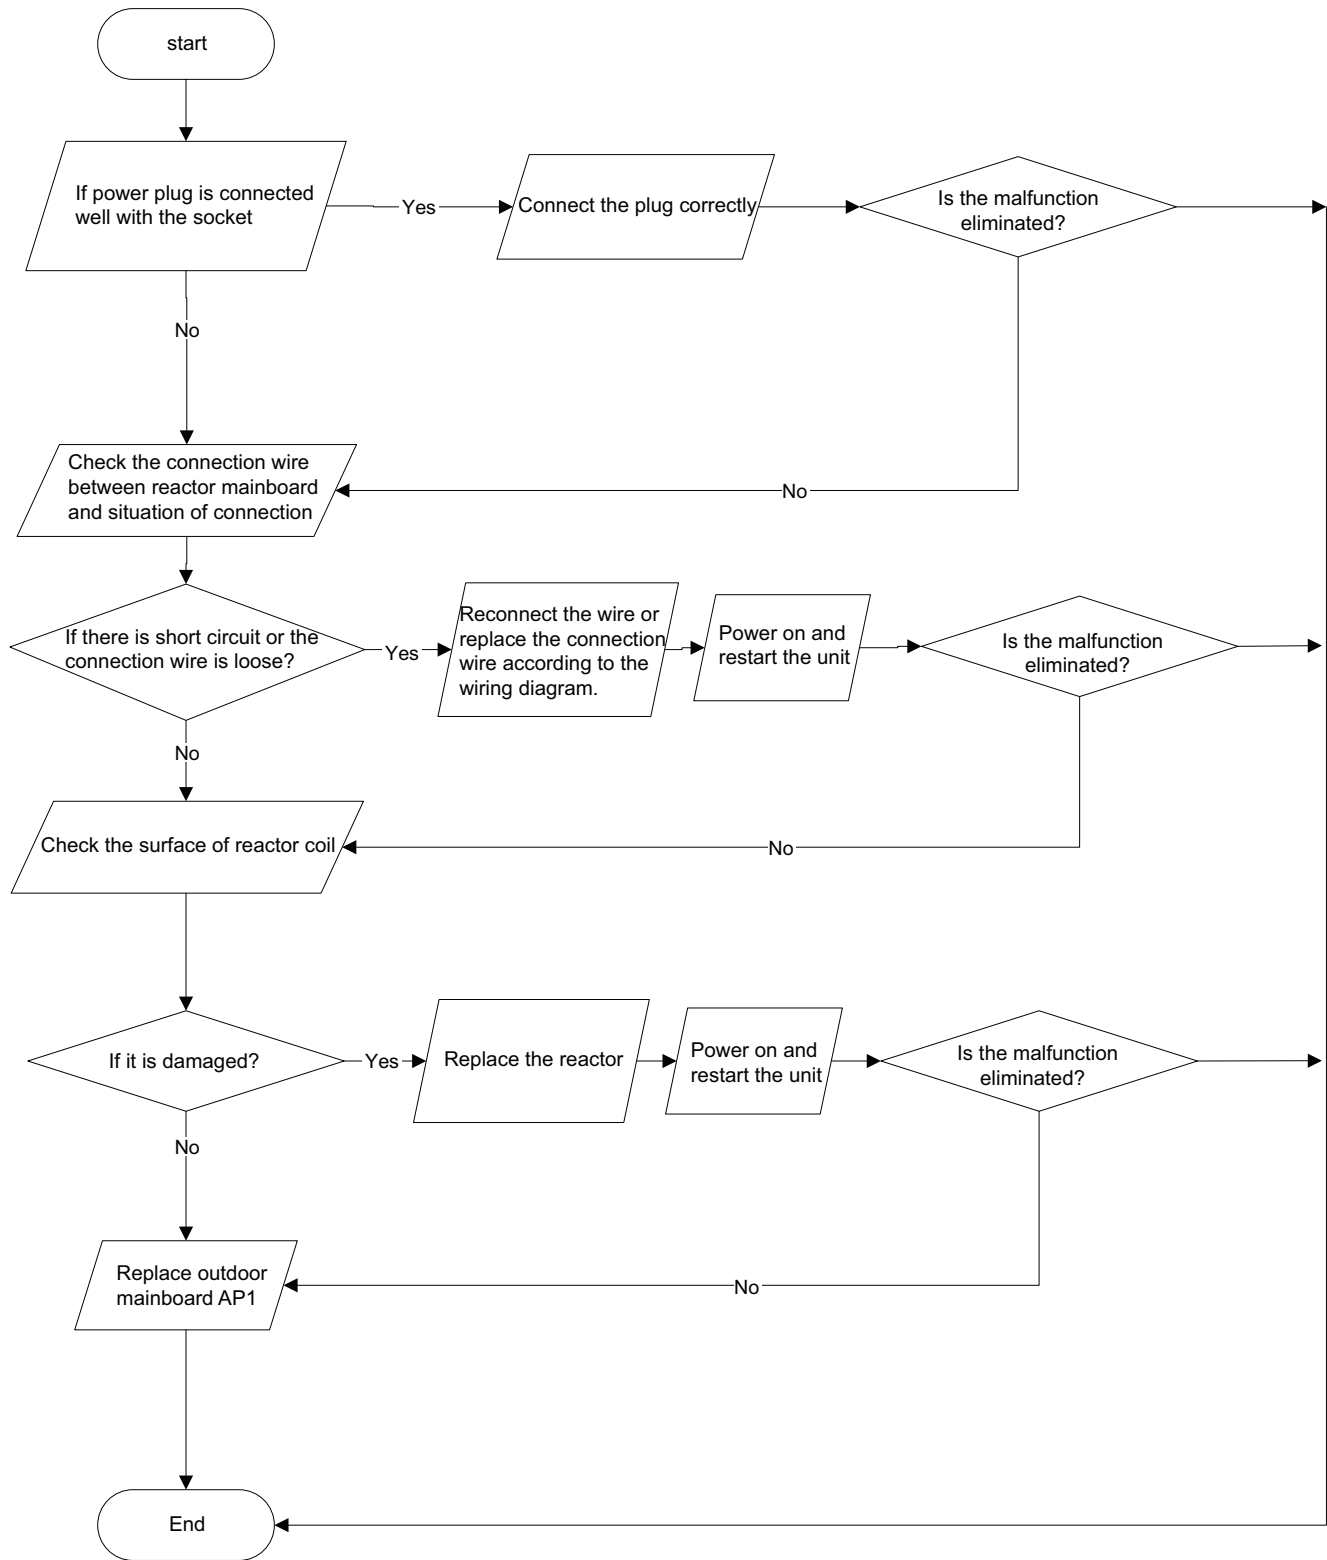 start
If power plug is connected
well with the socket
Yes
Connect the plug correctly
Is the malfunction
eliminated?
No
Check the connection wire
between reactor mainboard
and situation of connection
No
If there is short circuit or the
connection wire is loose?
Yes
Reconnect the wire or
replace the connection
wire according to the
wiring diagram.
Power on and
restart the unit
Is the malfunction
eliminated?
No
Check the surface of reactor coil
No
If it is damaged?
Yes
Replace the reactor
Power on and
restart the unit
Is the malfunction
eliminated?
No
Replace outdoor
mainboard AP1
No
End